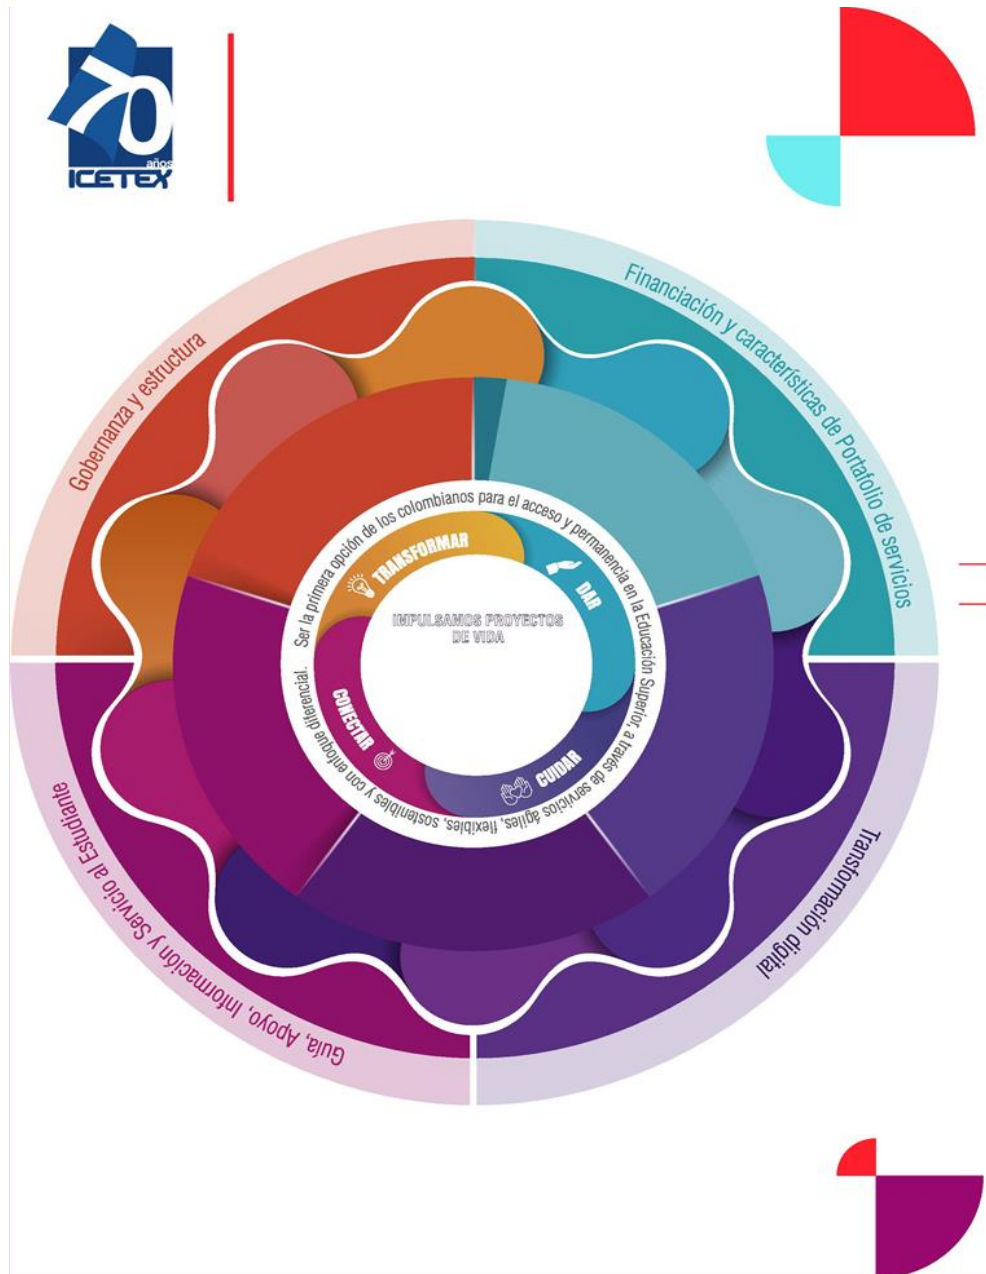 70
años
ICETEX
Gobernanza y estructura
Financiación y características de Portafolio de servicios
Ser la primera opción de los colombianos para el acceso y permanencia en la Educación Superior, a través de servicios ágiles, flexibles, sostenibles y con enfoque diferencial.
TRANSFORMAR
DAR
IMPULSAMOS PROYECTOS
DE VIDA
CONECTAR
CUIDAR
Guía, Apoyo, Información y Servicio al Estudiante
Transformación digital